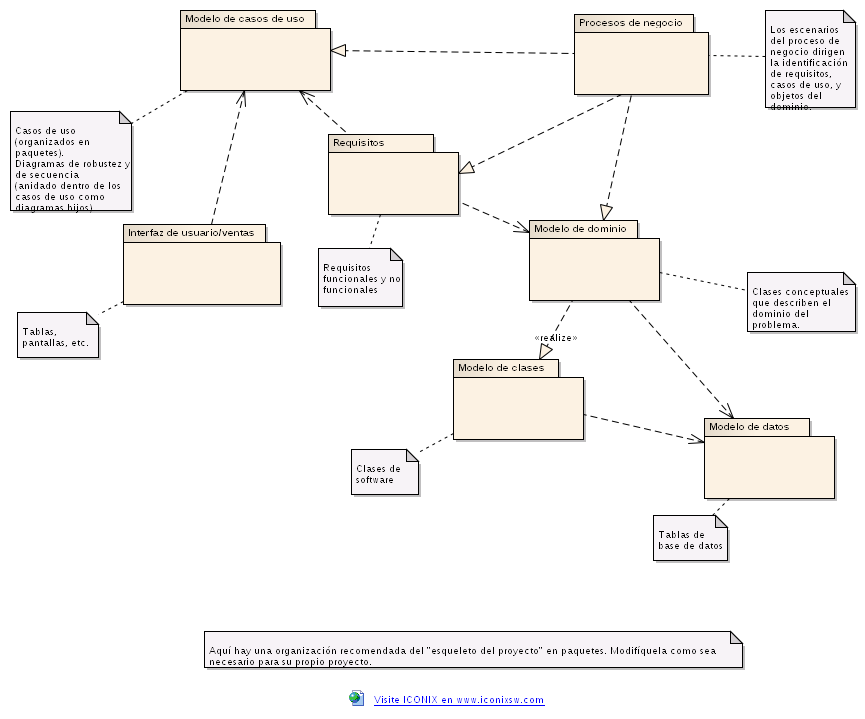 Modelo de casos de uso
Procesos de negocio
Los escenarios
del proceso de
negocio dirigen
la identificación
de requisitos,
casos de uso, y
objetos del
dominio.
Casos de uso
(organizados en
paquetes).
Diagramas de robustez y
de secuencia
(anidado dentro de los
casos de uso como
diagramas hijos)
Requisitos
Interfaz de usuario/ventas
Modelo de dominio
Requisitos
funcionales y no
funcionales
Clases conceptuales
que describen el
dominio del
problema.
Tablas,
pantallas, etc.
«realize»
Modelo de clases
Modelo de datos
Clases de
software
Tablas de
base de datos
Aquí hay una organización recomendada del "esqueleto del proyecto" en paquetes. Modifíquela como sea
necesario para su propio proyecto.
Visite ICONIX en www.iconixsw.com